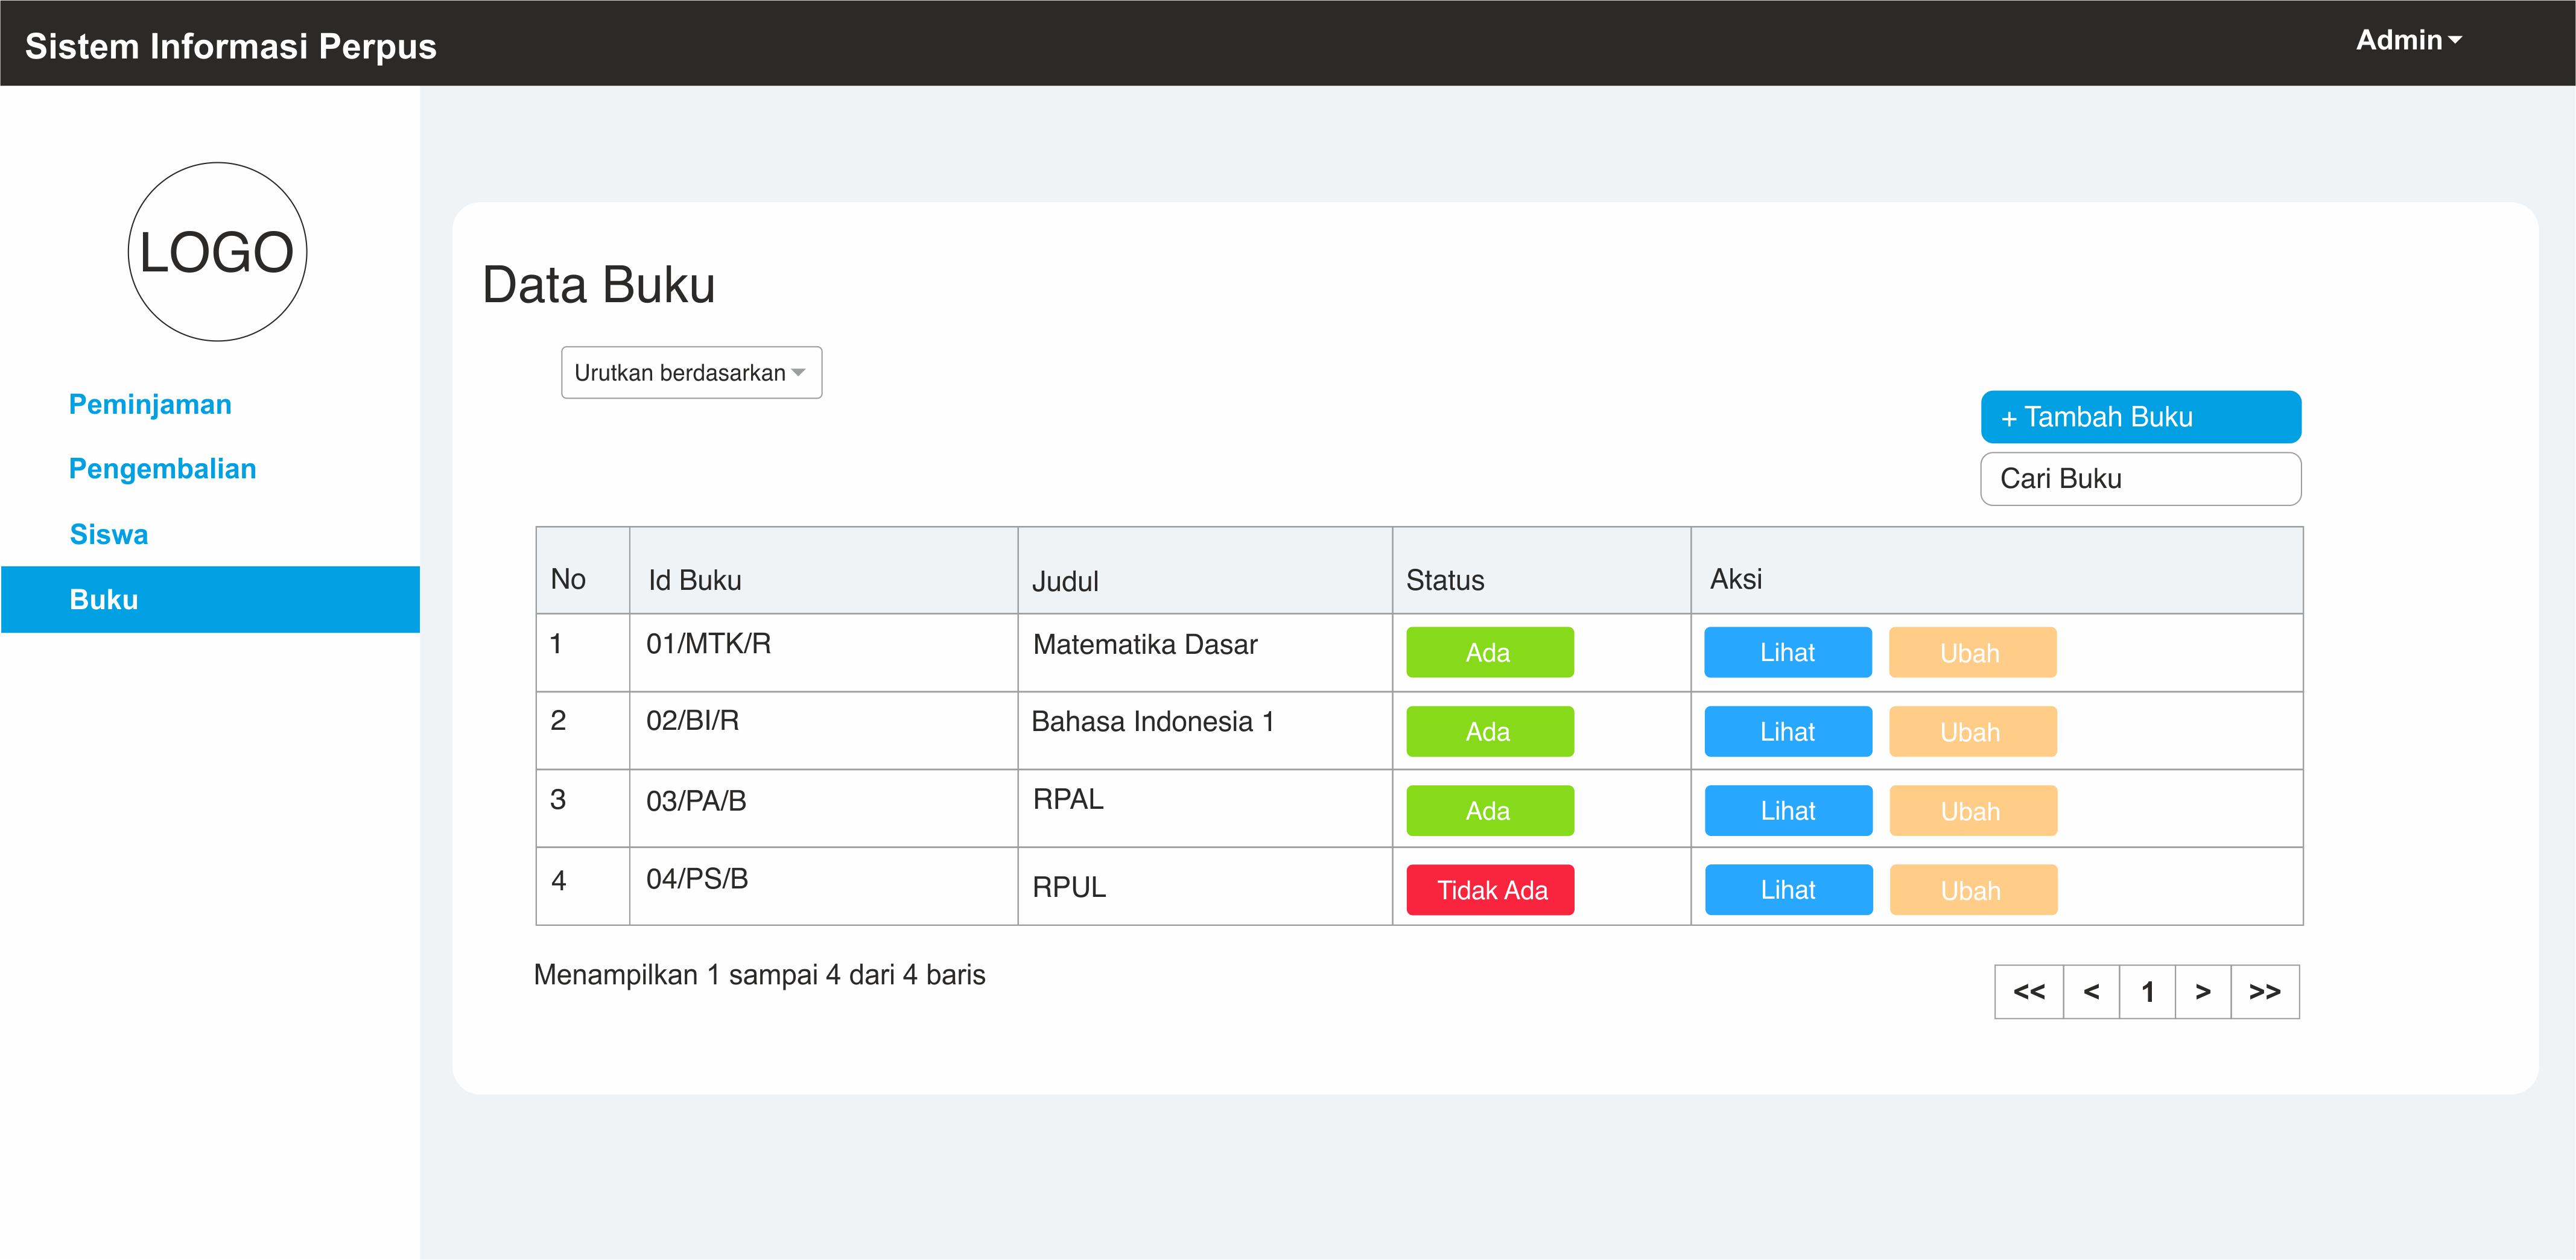 Sistem Informasi Perpus
Admin
LOGO
Peminjaman
Pengembalian
Siswa
Buku
Data Buku
Urutkan berdasarkan
+ Tambah Buku
Cari Buku
No Id Buku Judul Status Aksi
1 01/MTK/R Matematika Dasar Ada Lihat Ubah
2 02/BI/R Bahasa Indonesia 1 Ada Lihat Ubah
3 03/PA/B RPAL Ada Lihat Ubah
4 04/PS/B RPUL Tidak Ada Lihat Ubah
Menampilkan 1 sampai 4 dari 4 baris
<< < 1 > >>